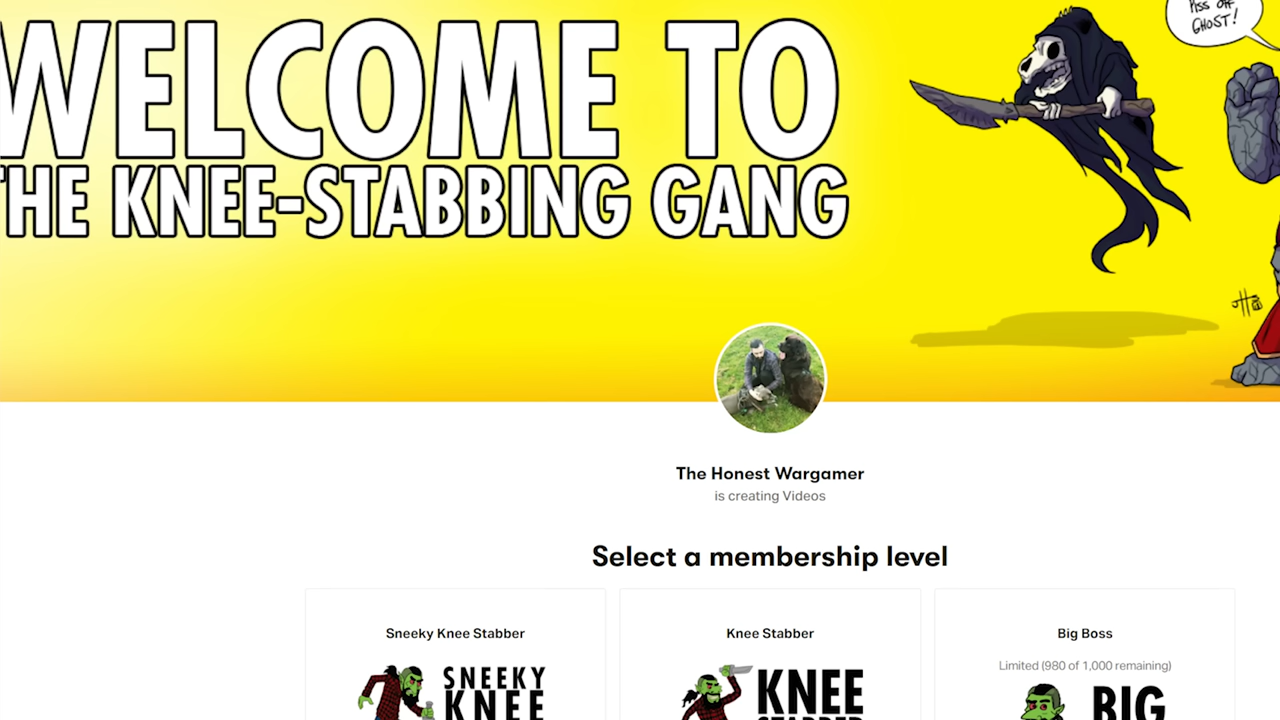 WELCOME TO
THE KNEE-STABBING GANG
PISS OFF
GHOST!
The Honest Wargamer
is creating Videos
Select a membership level
Sneeky Knee Stabber
Knee Stabber
Big Boss
Limited (980 of 1,000 remaining)
SNEEKY
KNEE
KNEE
STABBER
BIG